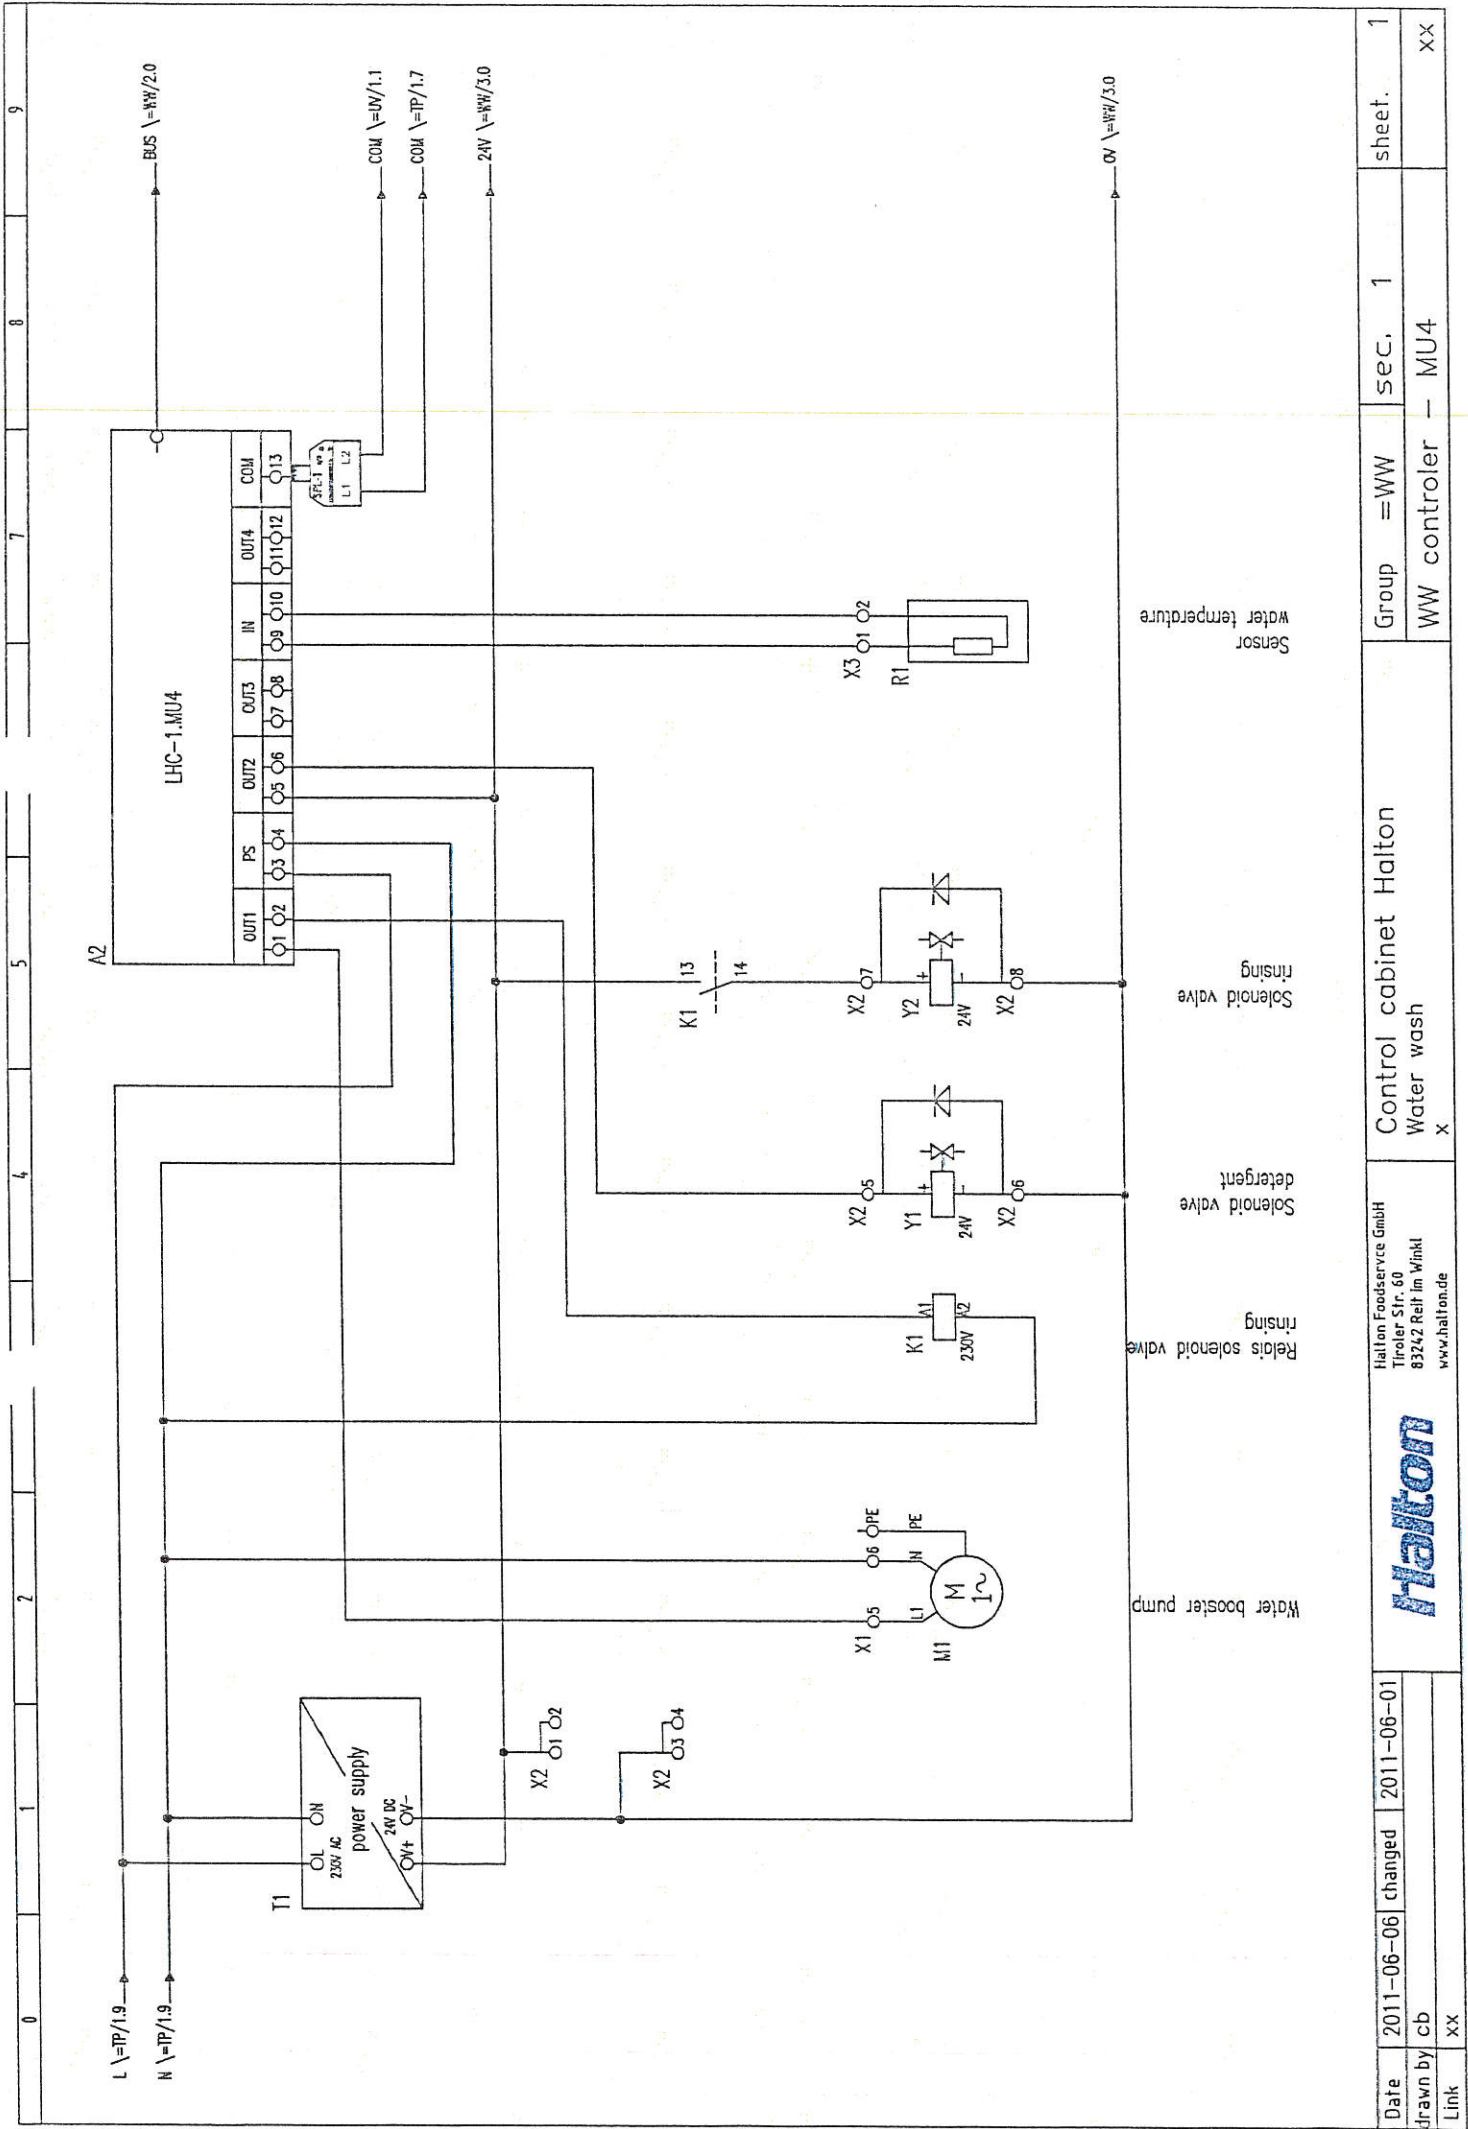 0 1 2 4 5 7 8 9
L \=TP/1.9
N \=TP/1.9
BUS \=WW/2.0
COM \=UV/1.1
COM \=TP/1.7
24V \=WW/3.0
0V \=WW/3.0
A2
LHC-1.MU4
OUT1 PS OUT2 OUT3 IN OUT4 COM
1 2 3 4 5 6 7 8 9 10 11 12 13
SPL-1
L1 L2
T1
L N
230V AC
power supply
24V DC
V+ V-
X2 1 2
X2 3 4
X1 5 6 PE
L1 N PE
M1
M
1~
K1
A1
A2
230V
X2 5
Y1
+
-
24V
X2 6
K1
13
14
X2 7
Y2
+
-
24V
X2 8
X3 1 2
R1
Water booster pump
Relais solenoid valve
rinsing
Solenoid valve
detergent
Solenoid valve
rinsing
Sensor
water temperature
Date 2011-06-06 changed 2011-06-01
drawn by cb
Link xx
Halton
Halton Foodservce GmbH
Tiroler Str. 60
83242 Reit im Winkl
www.halton.de
Control cabinet Halton
Water wash
x
Group =WW sec. 1 sheet. 1
WW controler - MU4 XX